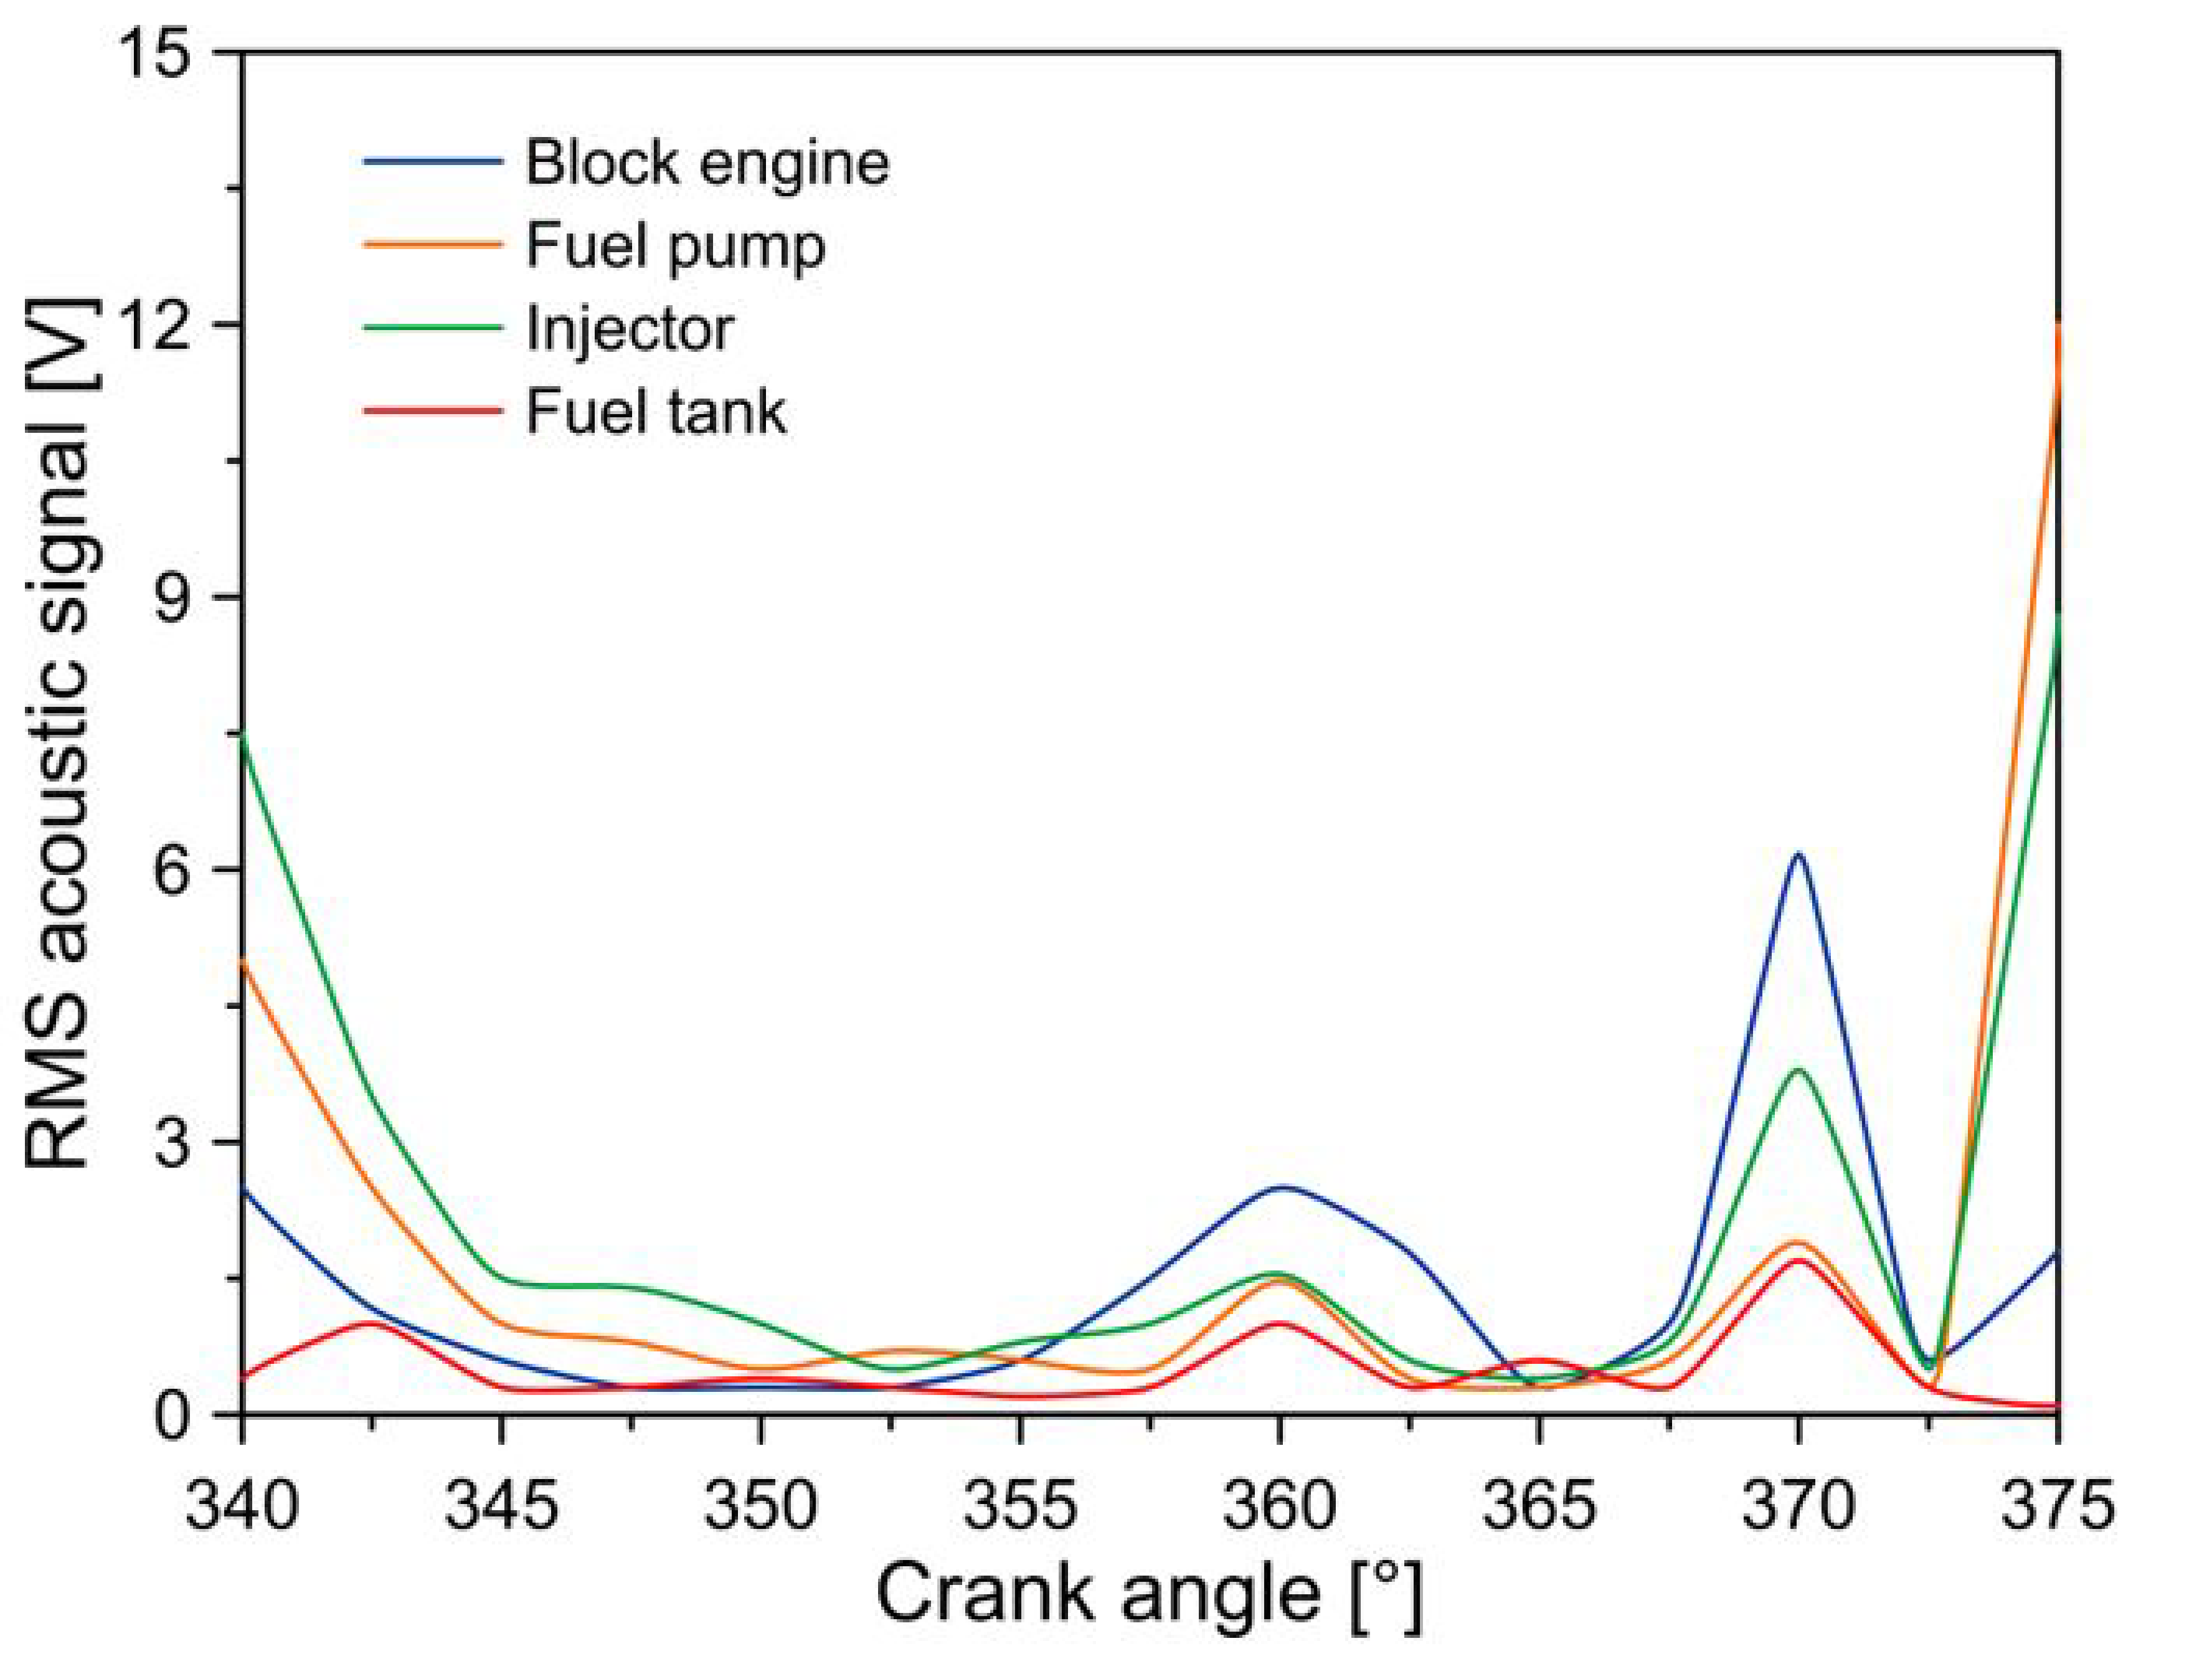 RMS acoustic signal [V]
15
12
9
6
3
0
Block engine
Fuel pump
Injector
Fuel tank
340 345 350 355 360 365 370 375
Crank angle [°]